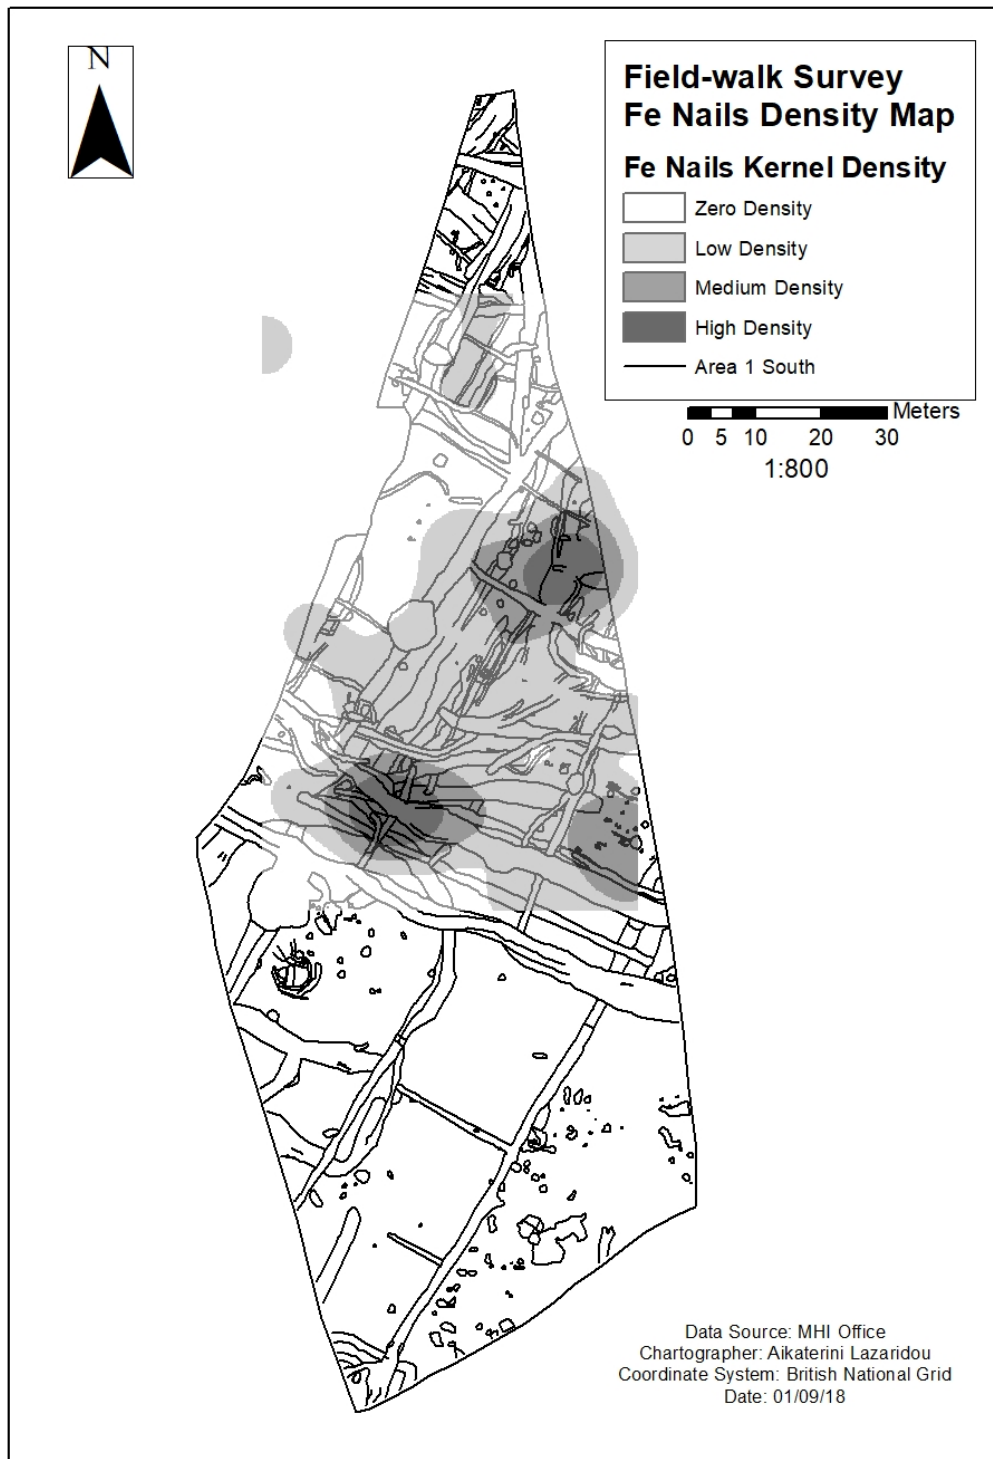 N
Field-walk Survey
Fe Nails Density Map
Fe Nails Kernel Density
Zero Density
Low Density
Medium Density
High Density
Area 1 South
Meters
0 5 10 20 30
1:800
Data Source: MHI Office
Chartographer: Aikaterini Lazaridou
Coordinate System: British National Grid
Date: 01/09/18